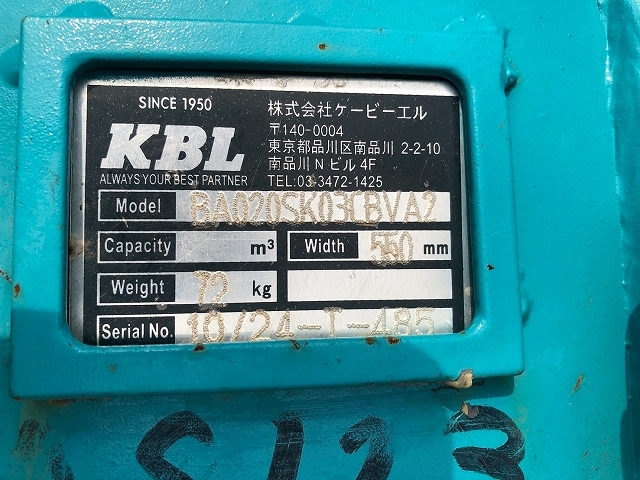 SINCE 1950
KBL
ALWAYS YOUR BEST PARTNER
株式会社ケービーエル
〒140-0004
東京都品川区南品川 2-2-10
南品川 N ビル 4F
TEL:03-3472-1425
Model BA020SK03CBVA2
Capacity m³ Width 550 mm
Weight 72 kg
Serial No. 10/24-T-485